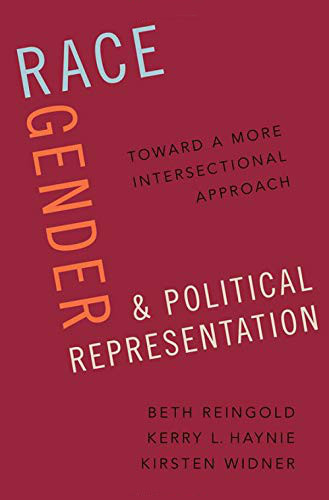 RACE
GENDER
& POLITICAL
REPRESENTATION
TOWARD A MORE
INTERSECTIONAL
APPROACH
BETH REINGOLD
KERRY L. HAYNIE
KIRSTEN WIDNER